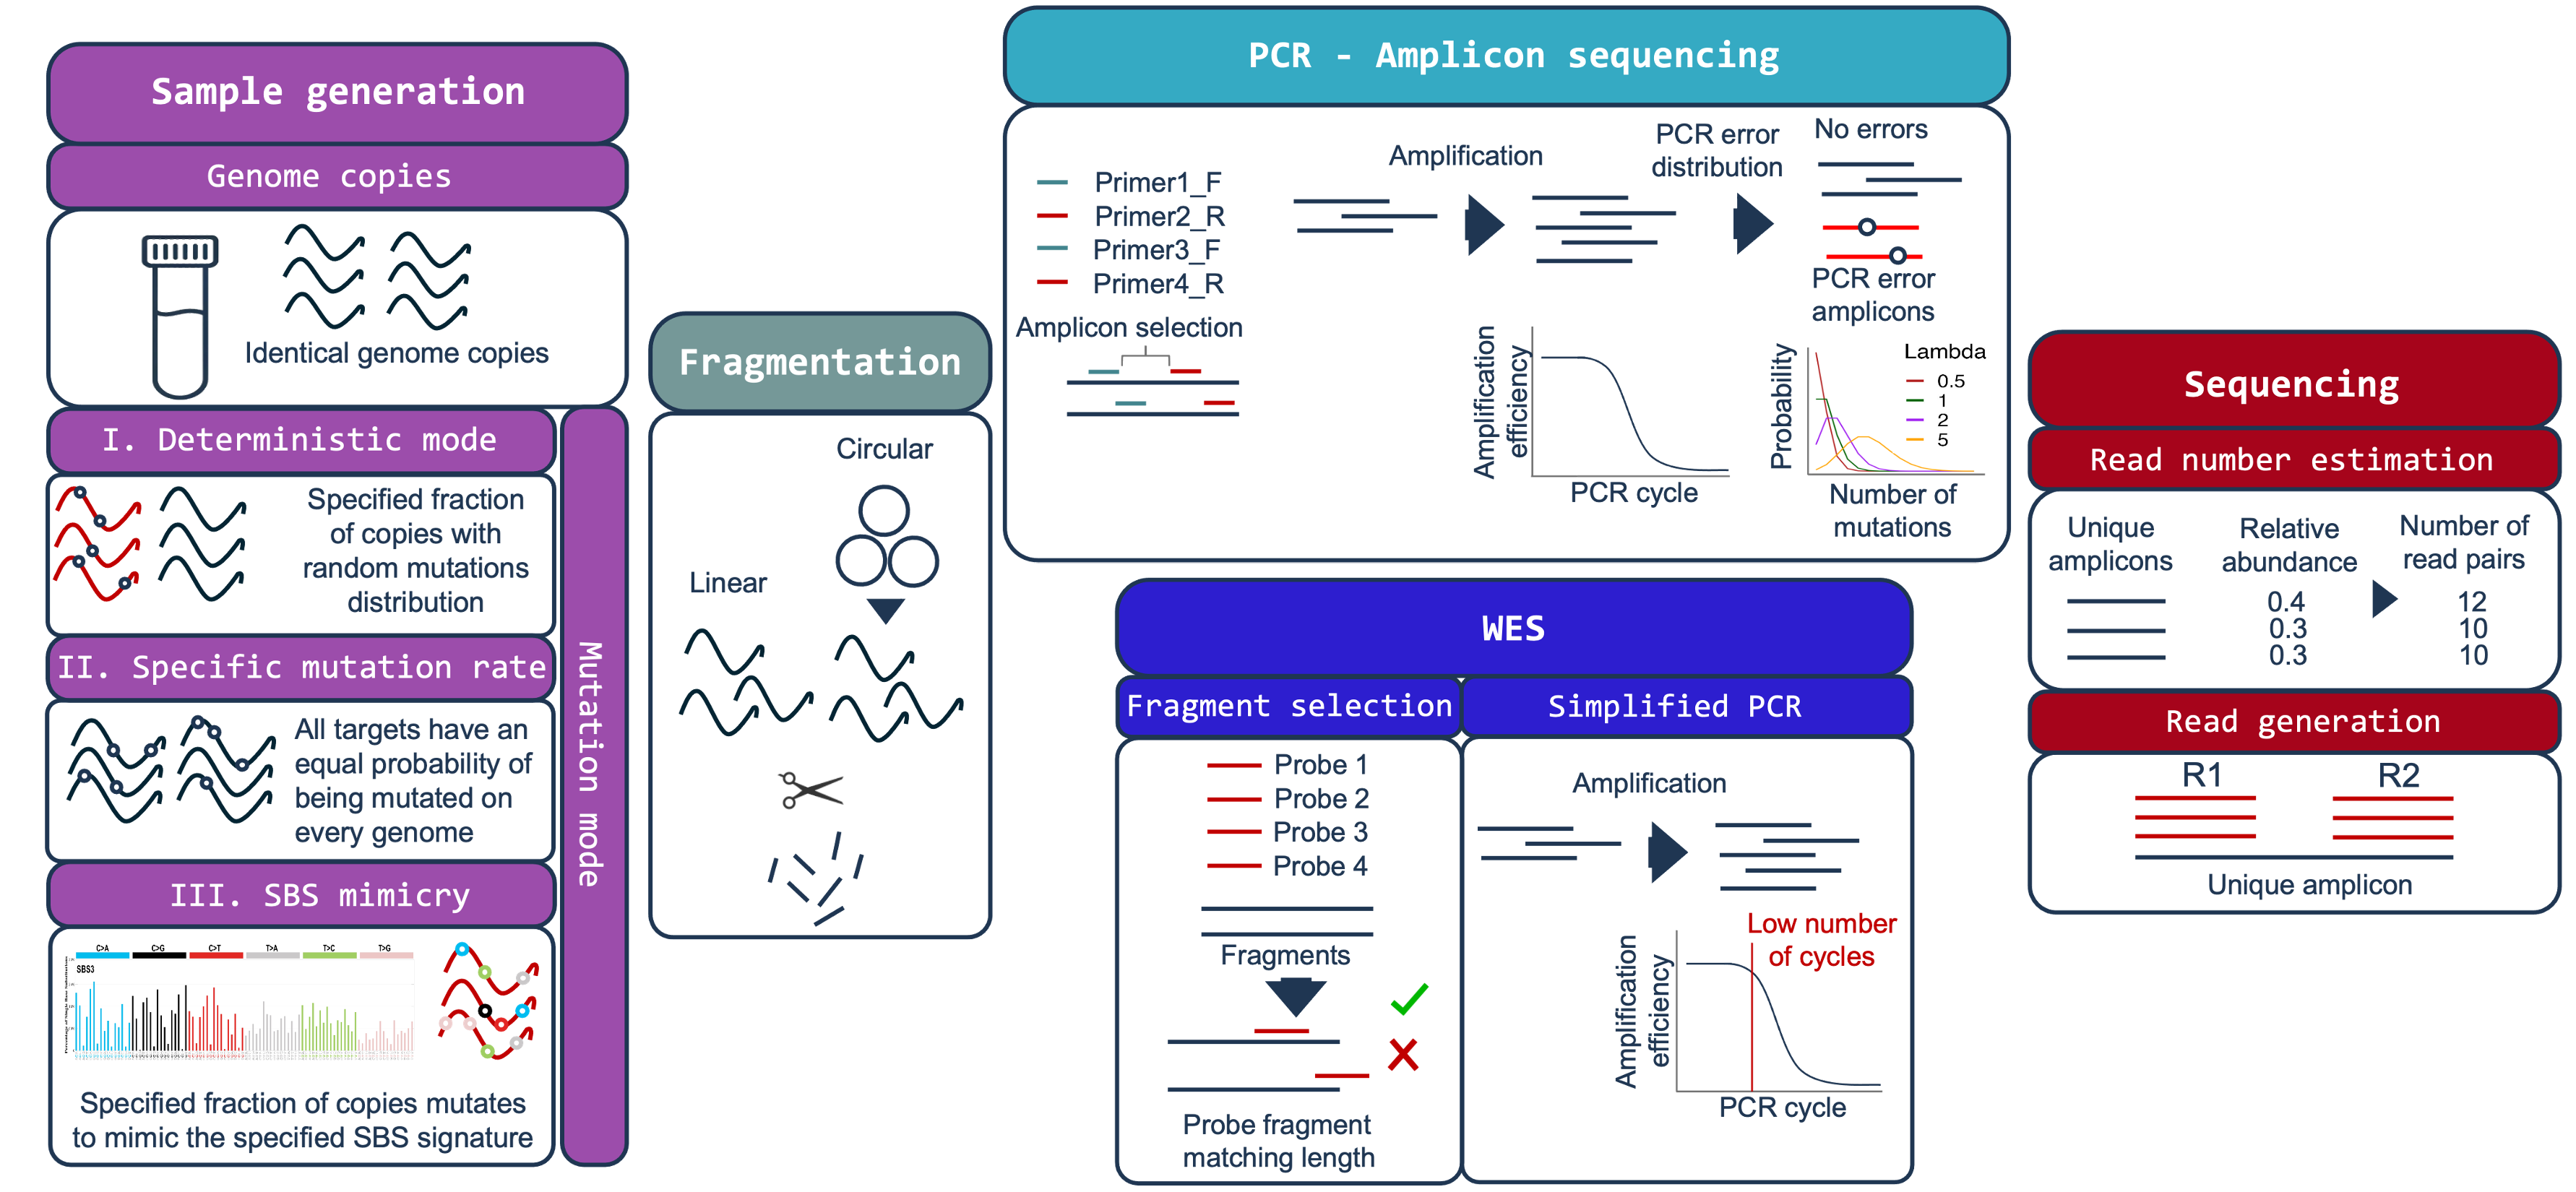 Sample generation
Genome copies
Identical genome copies
I. Deterministic mode
Specified fraction
of copies with
random mutations
distribution
II. Specific mutation rate
All targets have an
equal probability of
being mutated on
every genome
III. SBS mimicry
C>A
C>G
C>T
T>A
T>C
T>G
SBS3
Specified fraction of copies mutates
to mimic the specified SBS signature
Mutation mode
Fragmentation
Circular
Linear
PCR - Amplicon sequencing
Primer1_F
Primer2_R
Primer3_F
Primer4_R
Amplicon selection
Amplification
PCR error
distribution
No errors
PCR error
amplicons
Amplification
efficiency
PCR cycle
Probability
Lambda
0.5
1
2
5
Number of
mutations
WES
Fragment selection
Probe 1
Probe 2
Probe 3
Probe 4
Fragments
Probe fragment
matching length
Simplified PCR
Amplification
Low number
of cycles
Amplification
efficiency
PCR cycle
Sequencing
Read number estimation
Unique
amplicons
Relative
abundance
Number of
read pairs
0.4
12
0.3
10
0.3
10
Read generation
R1
R2
Unique amplicon